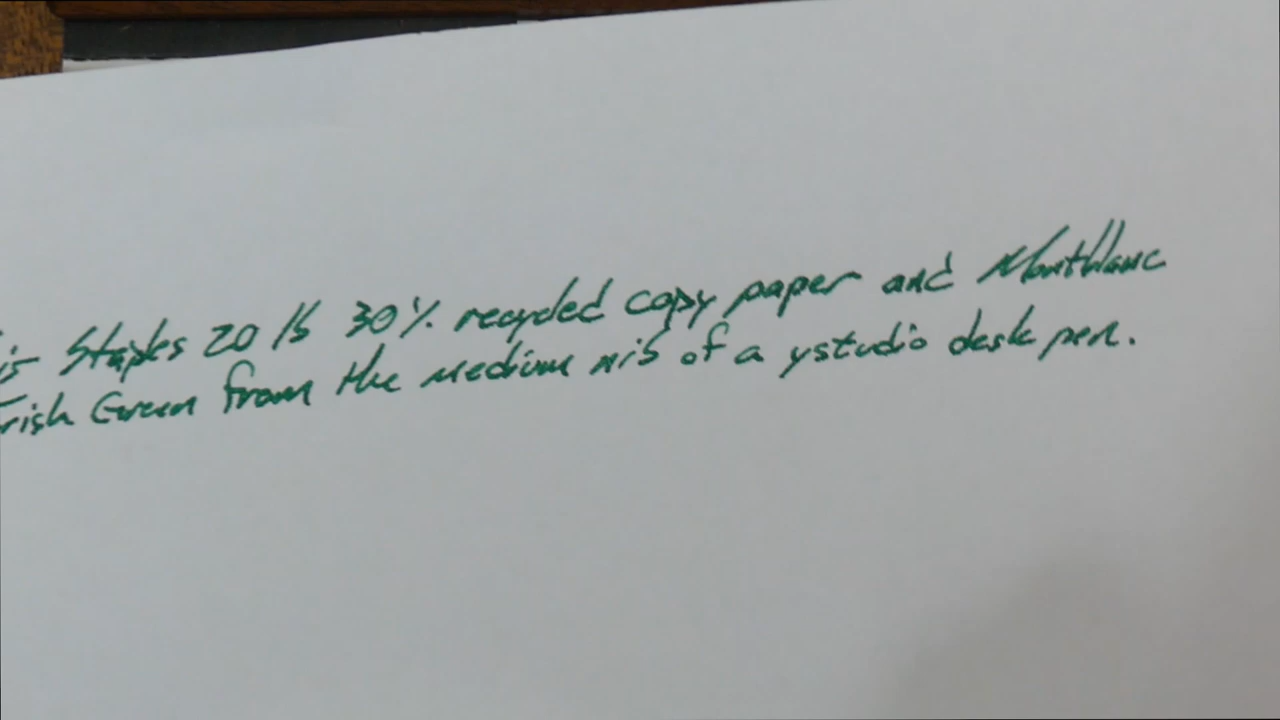 is Staples 20 lb 30% recycled copy paper and Montblanc
Irish Green from the medium nib of a ystudio desk pen.